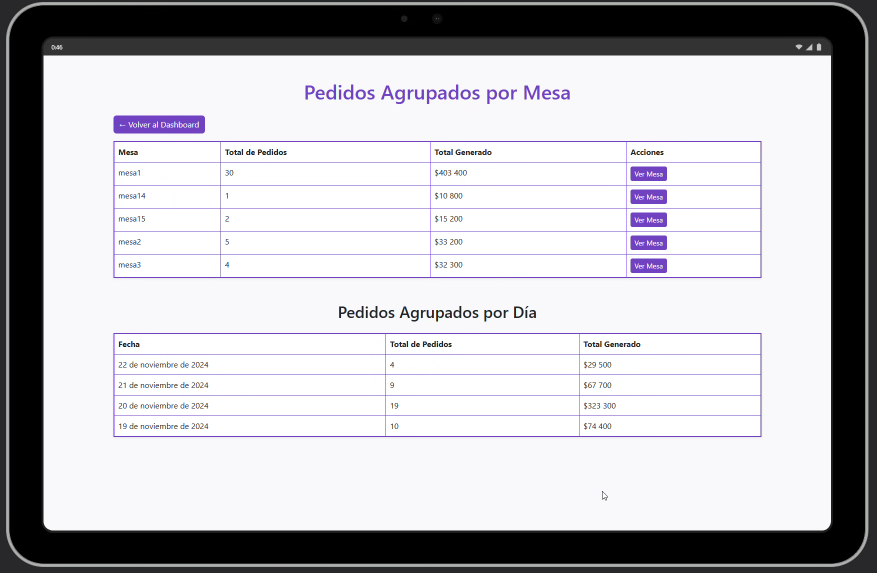 0:46
Pedidos Agrupados por Mesa
← Volver al Dashboard
Mesa Total de Pedidos Total Generado Acciones
mesa1 30 $403 400 Ver Mesa
mesa14 1 $10 800 Ver Mesa
mesa15 2 $15 200 Ver Mesa
mesa2 5 $33 200 Ver Mesa
mesa3 4 $32 300 Ver Mesa
Pedidos Agrupados por Día
Fecha Total de Pedidos Total Generado
22 de noviembre de 2024 4 $29 500
21 de noviembre de 2024 9 $67 700
20 de noviembre de 2024 19 $323 300
19 de noviembre de 2024 10 $74 400